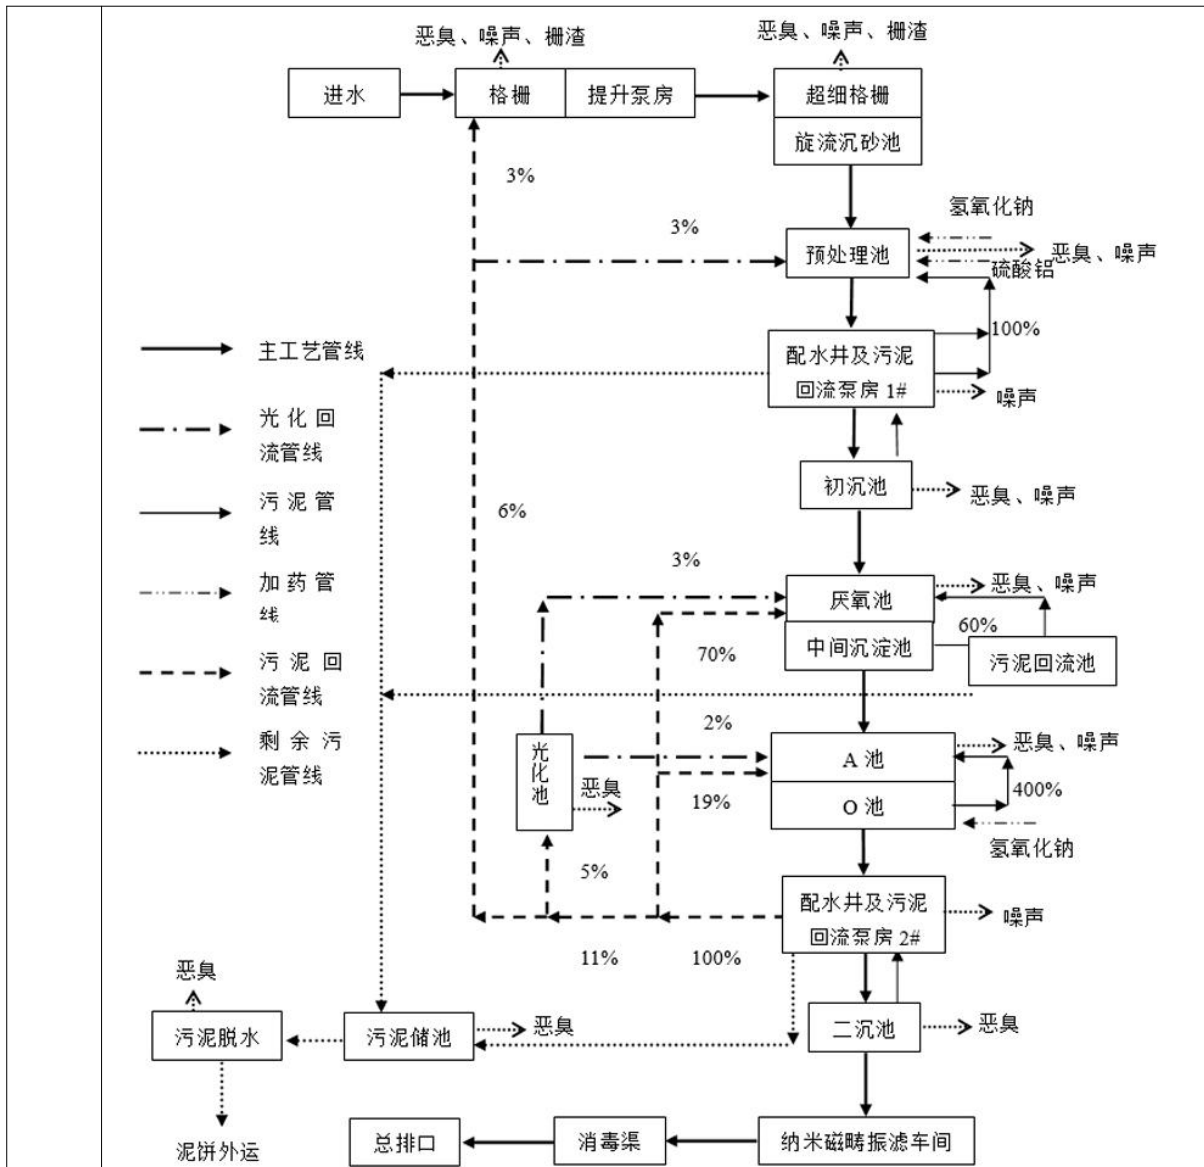 恶臭、噪声、栅渣
恶臭、噪声、栅渣
进水
格栅
提升泵房
超细格栅
旋流沉砂池
3%
氢氧化钠
3%
预处理池
恶臭、噪声
硫酸铝
100%
主工艺管线
配水井及污泥
回流泵房 1#
噪声
光化回
流管线
初沉池
恶臭、噪声
污泥管
线
6%
3%
加药管
线
厌氧池
恶臭、噪声
60%
中间沉淀池
污泥回流池
70%
污泥回
流管线
2%
剩余污
泥管线
光化池
A 池
恶臭、噪声
恶臭
19%
400%
O 池
氢氧化钠
5%
配水井及污泥
回流泵房 2#
噪声
11%
100%
恶臭
污泥脱水
污泥储池
恶臭
二沉池
恶臭
泥饼外运
总排口
消毒渠
纳米磁畴振滤车间